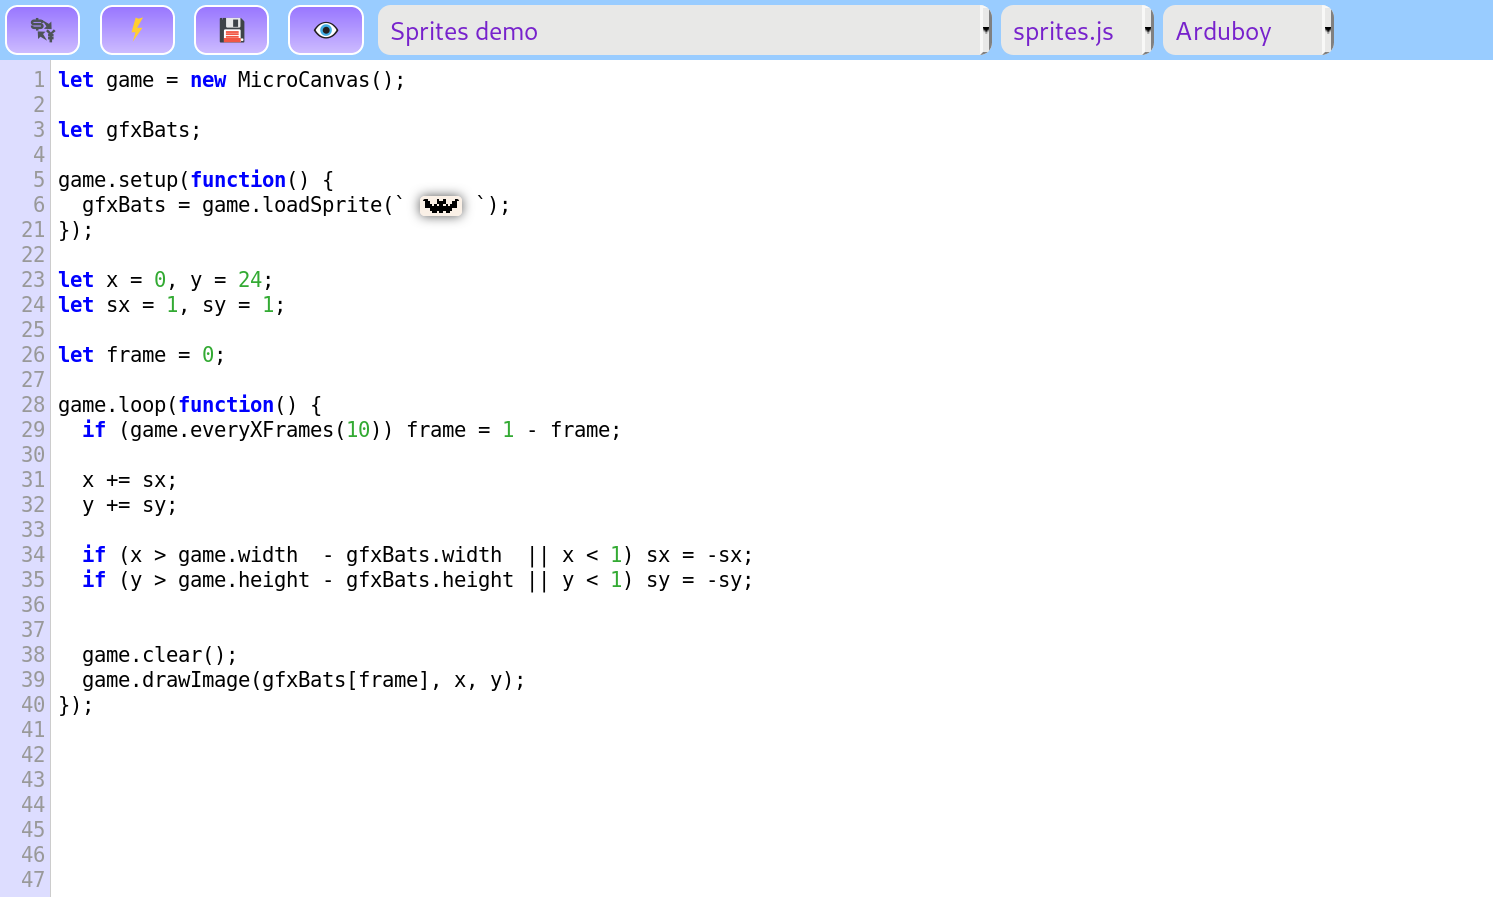 Sprites demo sprites.js Arduboy
1 let game = new MicroCanvas();
2
3 let gfxBats;
4
5 game.setup(function() {
6   gfxBats = game.loadSprite(` `);
21 });
22
23 let x = 0, y = 24;
24 let sx = 1, sy = 1;
25
26 let frame = 0;
27
28 game.loop(function() {
29   if (game.everyXFrames(10)) frame = 1 - frame;
30
31   x += sx;
32   y += sy;
33
34   if (x > game.width  - gfxBats.width  || x < 1) sx = -sx;
35   if (y > game.height - gfxBats.height || y < 1) sy = -sy;
36
37
38   game.clear();
39   game.drawImage(gfxBats[frame], x, y);
40 });
41
42
43
44
45
46
47